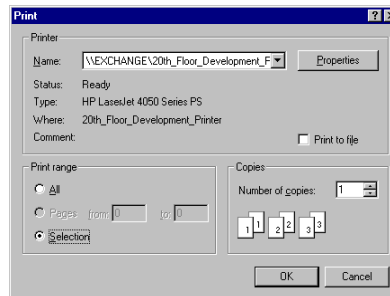 Print
Printer
Name: \\EXCHANGE\20th_Floor_Development_F Properties
Status: Ready
Type: HP LaserJet 4050 Series PS
Where: 20th_Floor_Development_Printer
Comment: Print to file
Print range
All
Pages from: 0 to: 0
Selection
Copies
Number of copies: 1
1 1 2 2 3 3
OK Cancel